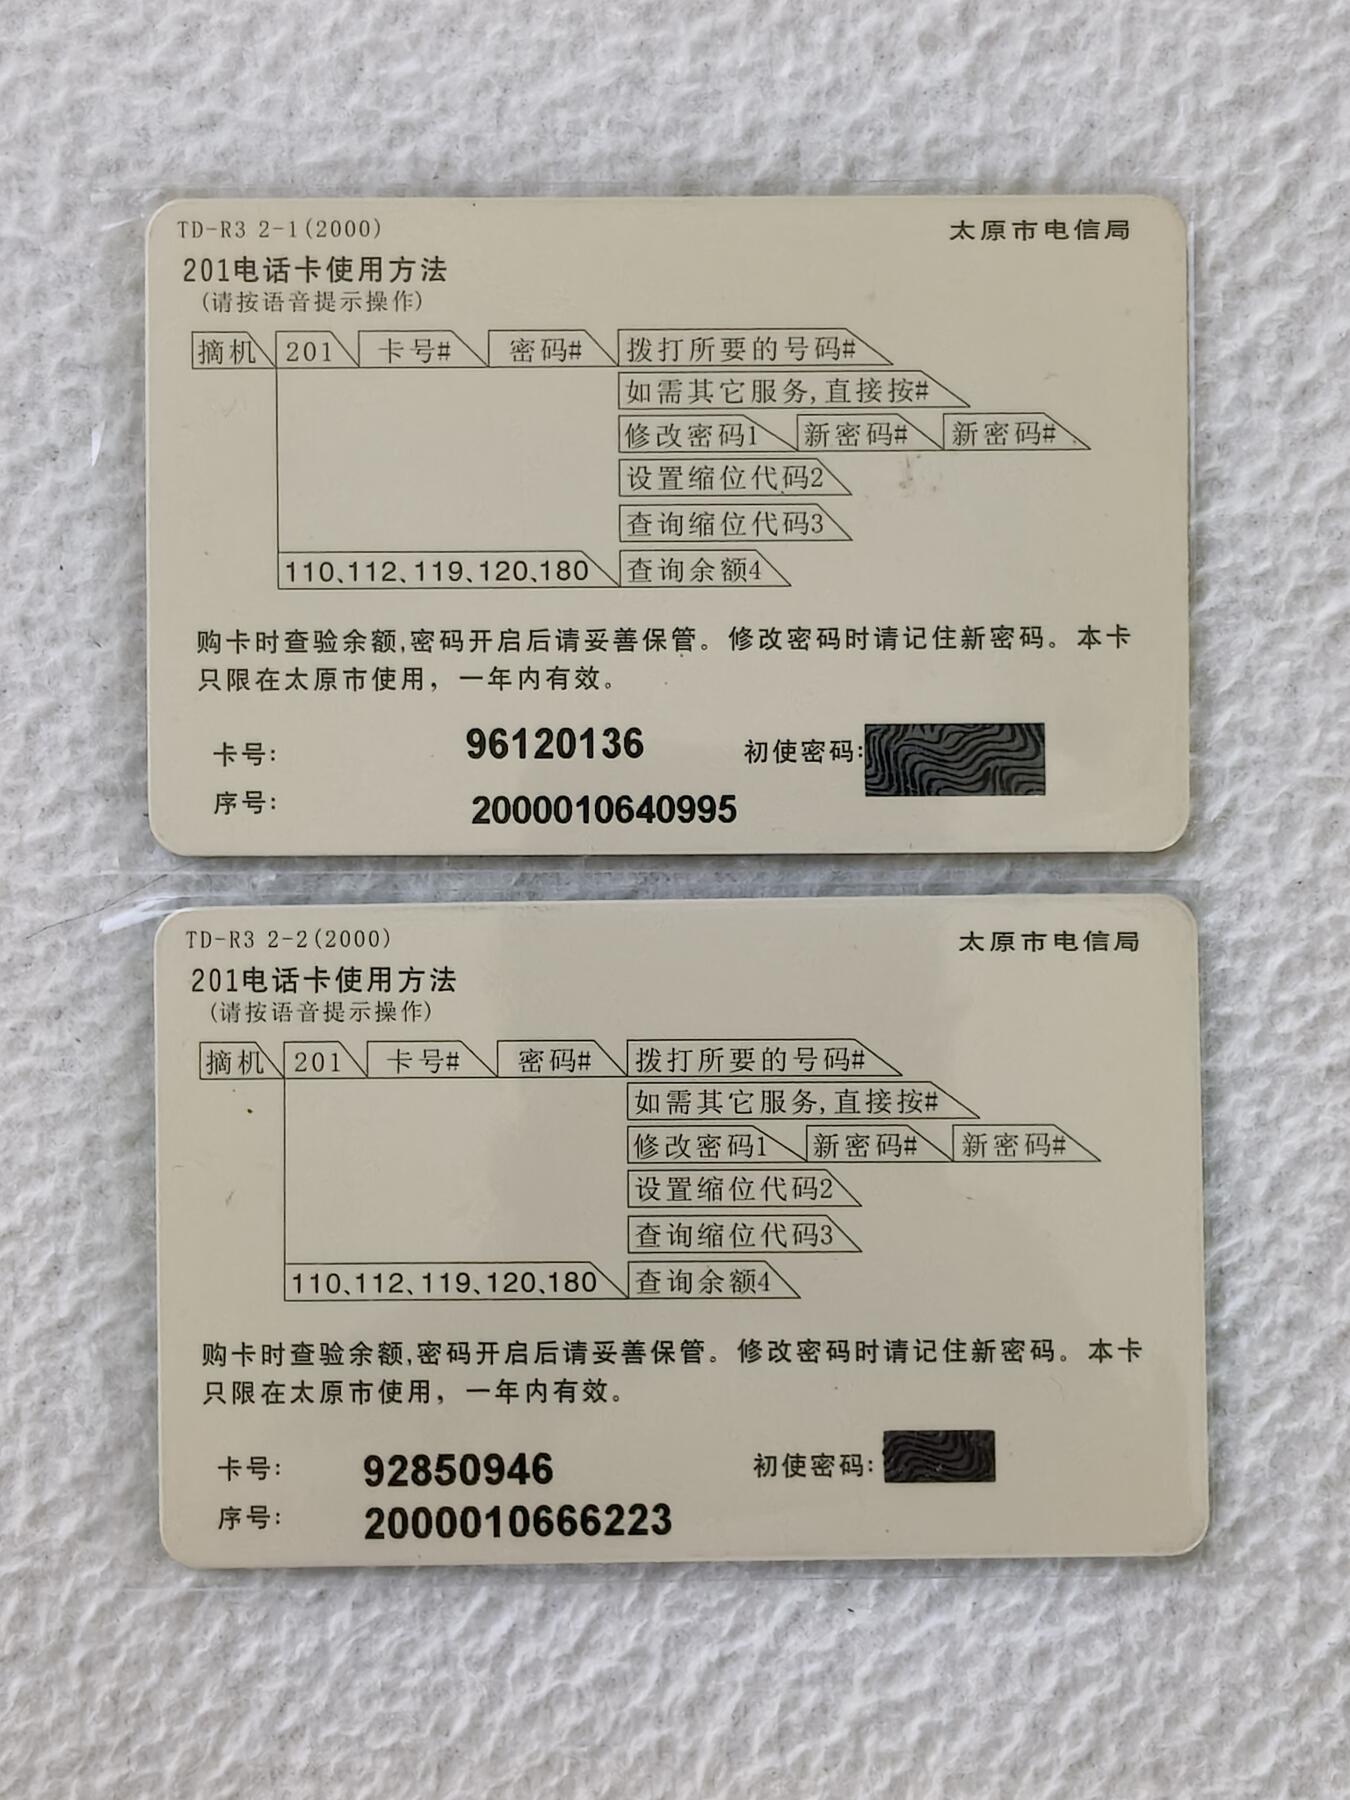 TD-R3 2-1(2000) 太原市电信局
201电话卡使用方法
(请按语音提示操作)
摘机 201 卡号# 密码# 拨打所要的号码#
如需其它服务,直接按#
修改密码1 新密码# 新密码#
设置缩位代码2
查询缩位代码3
110、112、119、120、180 查询余额4
购卡时查验余额,密码开启后请妥善保管。修改密码时请记住新密码。本卡
只限在太原市使用，一年内有效。
卡号: 96120136 初使密码:
序号: 2000010640995
TD-R3 2-2(2000) 太原市电信局
201电话卡使用方法
(请按语音提示操作)
摘机 201 卡号# 密码# 拨打所要的号码#
如需其它服务,直接按#
修改密码1 新密码# 新密码#
设置缩位代码2
查询缩位代码3
110、112、119、120、180 查询余额4
购卡时查验余额,密码开启后请妥善保管。修改密码时请记住新密码。本卡
只限在太原市使用，一年内有效。
卡号: 92850946 初使密码:
序号: 2000010666223